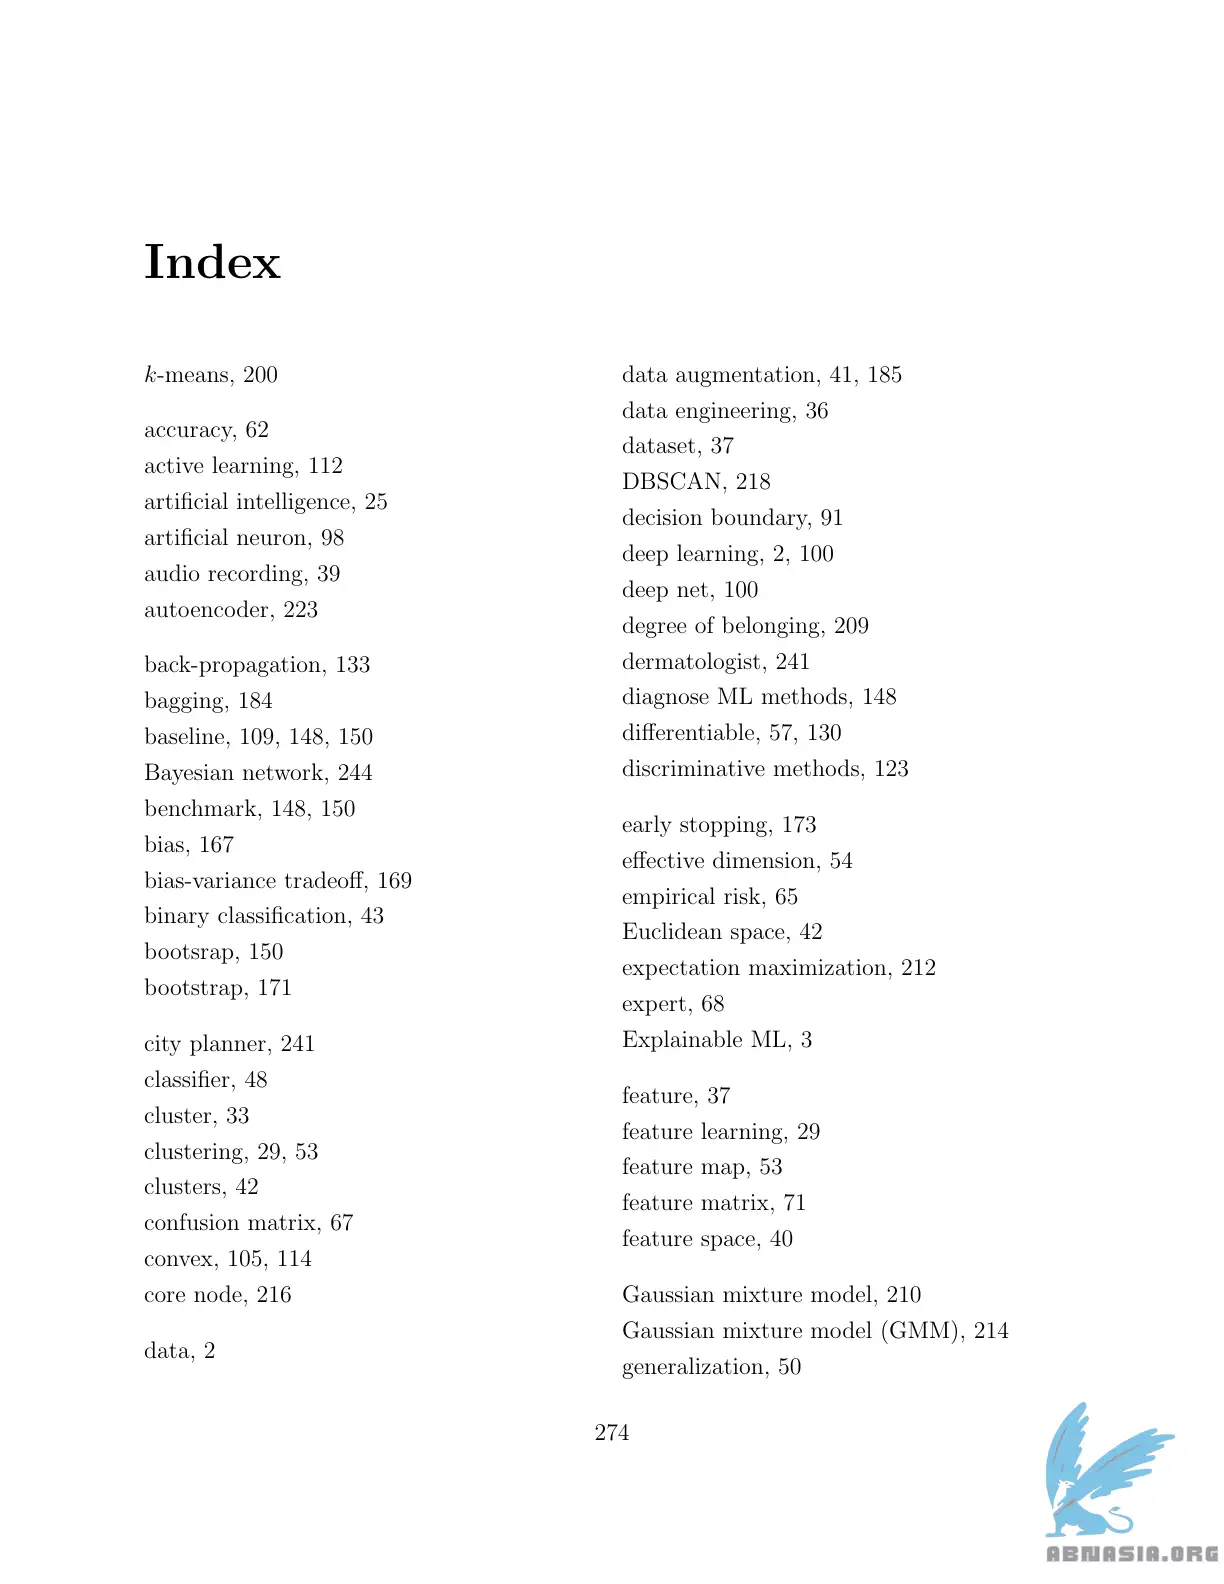 Index
k-means, 200
accuracy, 62
active learning, 112
artificial intelligence, 25
artificial neuron, 98
audio recording, 39
autoencoder, 223
back-propagation, 133
bagging, 184
baseline, 109, 148, 150
Bayesian network, 244
benchmark, 148, 150
bias, 167
bias-variance tradeoff, 169
binary classification, 43
bootsrap, 150
bootstrap, 171
city planner, 241
classifier, 48
cluster, 33
clustering, 29, 53
clusters, 42
confusion matrix, 67
convex, 105, 114
core node, 216
data, 2
data augmentation, 41, 185
data engineering, 36
dataset, 37
DBSCAN, 218
decision boundary, 91
deep learning, 2, 100
deep net, 100
degree of belonging, 209
dermatologist, 241
diagnose ML methods, 148
differentiable, 57, 130
discriminative methods, 123
early stopping, 173
effective dimension, 54
empirical risk, 65
Euclidean space, 42
expectation maximization, 212
expert, 68
Explainable ML, 3
feature, 37
feature learning, 29
feature map, 53
feature matrix, 71
feature space, 40
Gaussian mixture model, 210
Gaussian mixture model (GMM), 214
generalization, 50
274
ABNASIA.ORG